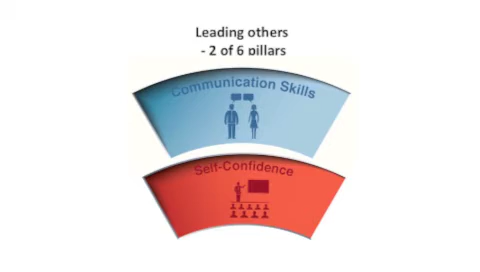 Leading others
- 2 of 6 pillars
Communication Skills
Self-Confidence